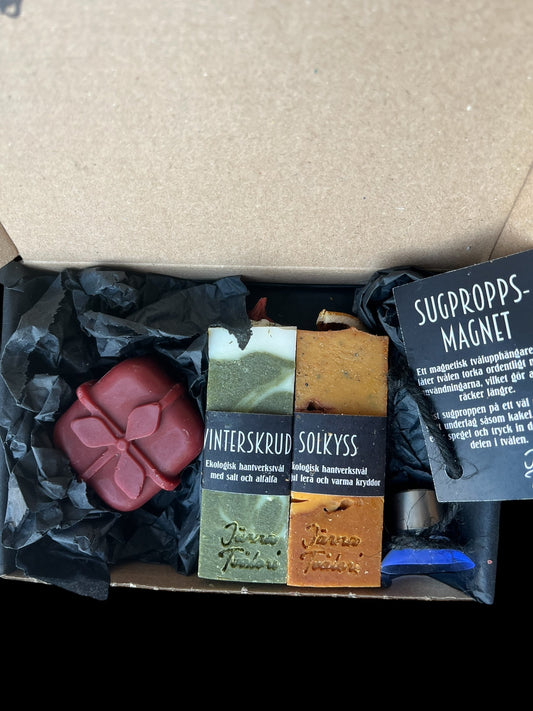 SUGPROPPS-
MAGNET
Ett magnetisk tvålupphängare
låter tvålen torka ordentligt
användningarna, vilket gör a
räcker längre.
sugproppen på ett väl
underlag såsom kakel
spegel och tryck in d
delen i tvålen.
VINTERSKRUD
Ekologisk hantverkstvål
med salt och alfalfa
SOLKYSS
kologisk hantverkstvål
lera och varma kryddor
Järna
Tvåleri
Järna
Tvåleri